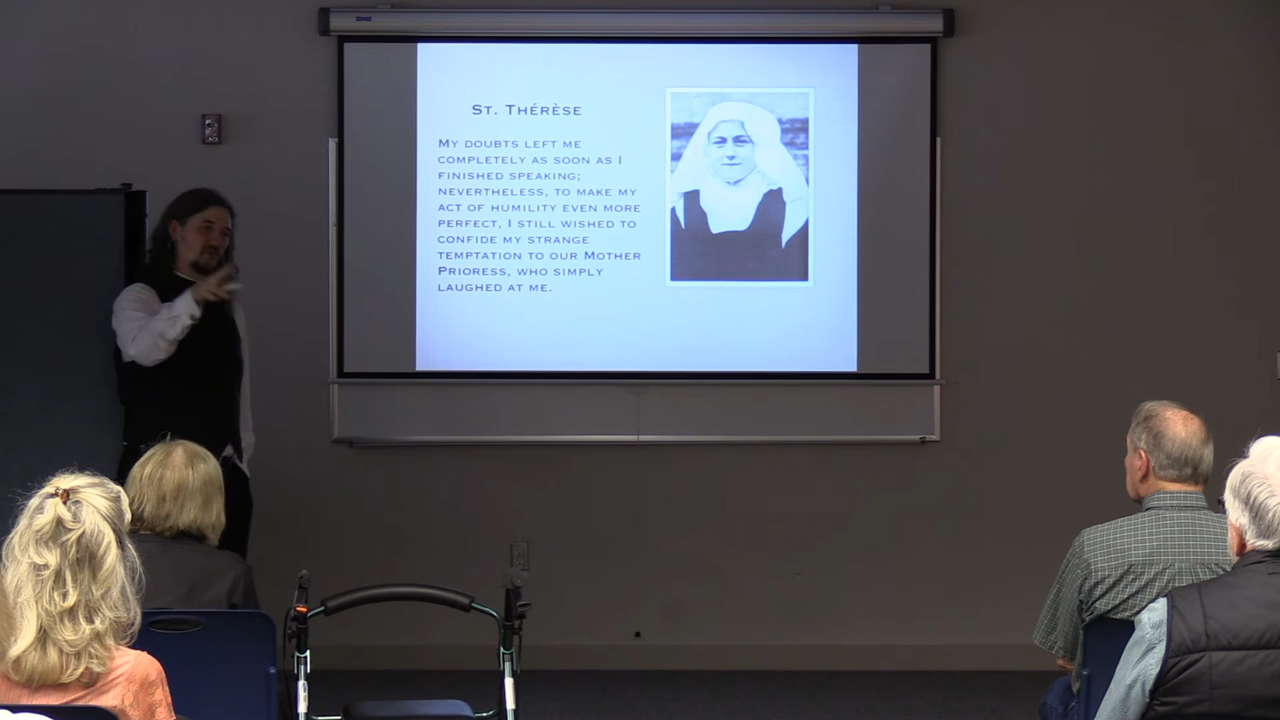 St. Thérèse
My doubts left me
completely as soon as I
finished speaking;
nevertheless, to make my
act of humility even more
perfect, I still wished to
confide my strange
temptation to our Mother
Prioress, who simply
laughed at me.